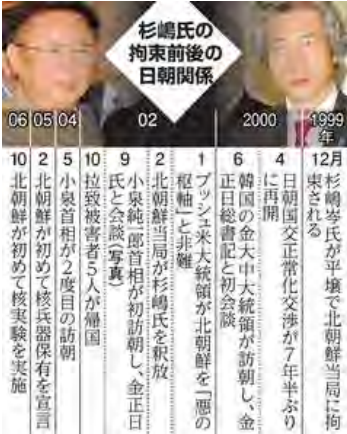 杉嶋氏の
拘束前後の
日朝関係
1999年
12月
杉嶋岑氏が平壌で北朝鮮当局に拘
束される
2000
4
日朝国交正常化交渉が7年半ぶり
に再開
6
韓国の金大中大統領が訪朝し、金
正日総書記と初会談
02
1
ブッシュ米大統領が北朝鮮を「悪の
枢軸」と非難
2
北朝鮮当局が杉嶋氏を釈放
9
小泉純一郎首相が初訪朝し、金正日
氏と会談(写真)
10
拉致被害者5人が帰国
04
5
小泉首相が2度目の訪朝
05
2
北朝鮮が初めて核兵器保有を宣言
06
10
北朝鮮が初めて核実験を実施